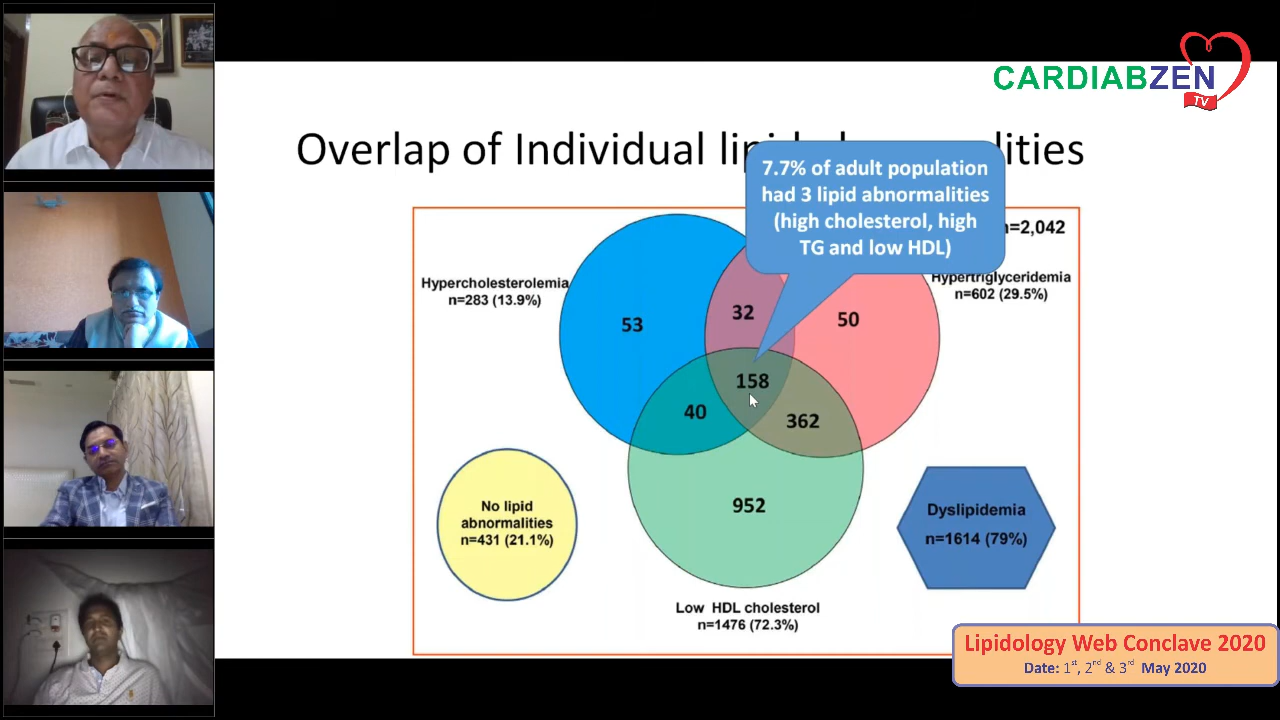 CARDIABZEN
TV
Overlap of Individual lities
7.7% of adult population
had 3 lipid abnormalities
(high cholesterol, high
TG and low HDL)
n=2,042
Hypercholesterolemia
n=283 (13.9%)
Hypertriglyceridemia
n=602 (29.5%)
53
32
50
158
40
362
952
No lipid
abnormalities
n=431 (21.1%)
Dyslipidemia
n=1614 (79%)
Low HDL cholesterol
n=1476 (72.3%)
Lipidology Web Conclave 2020
Date: 1st, 2nd & 3rd May 2020